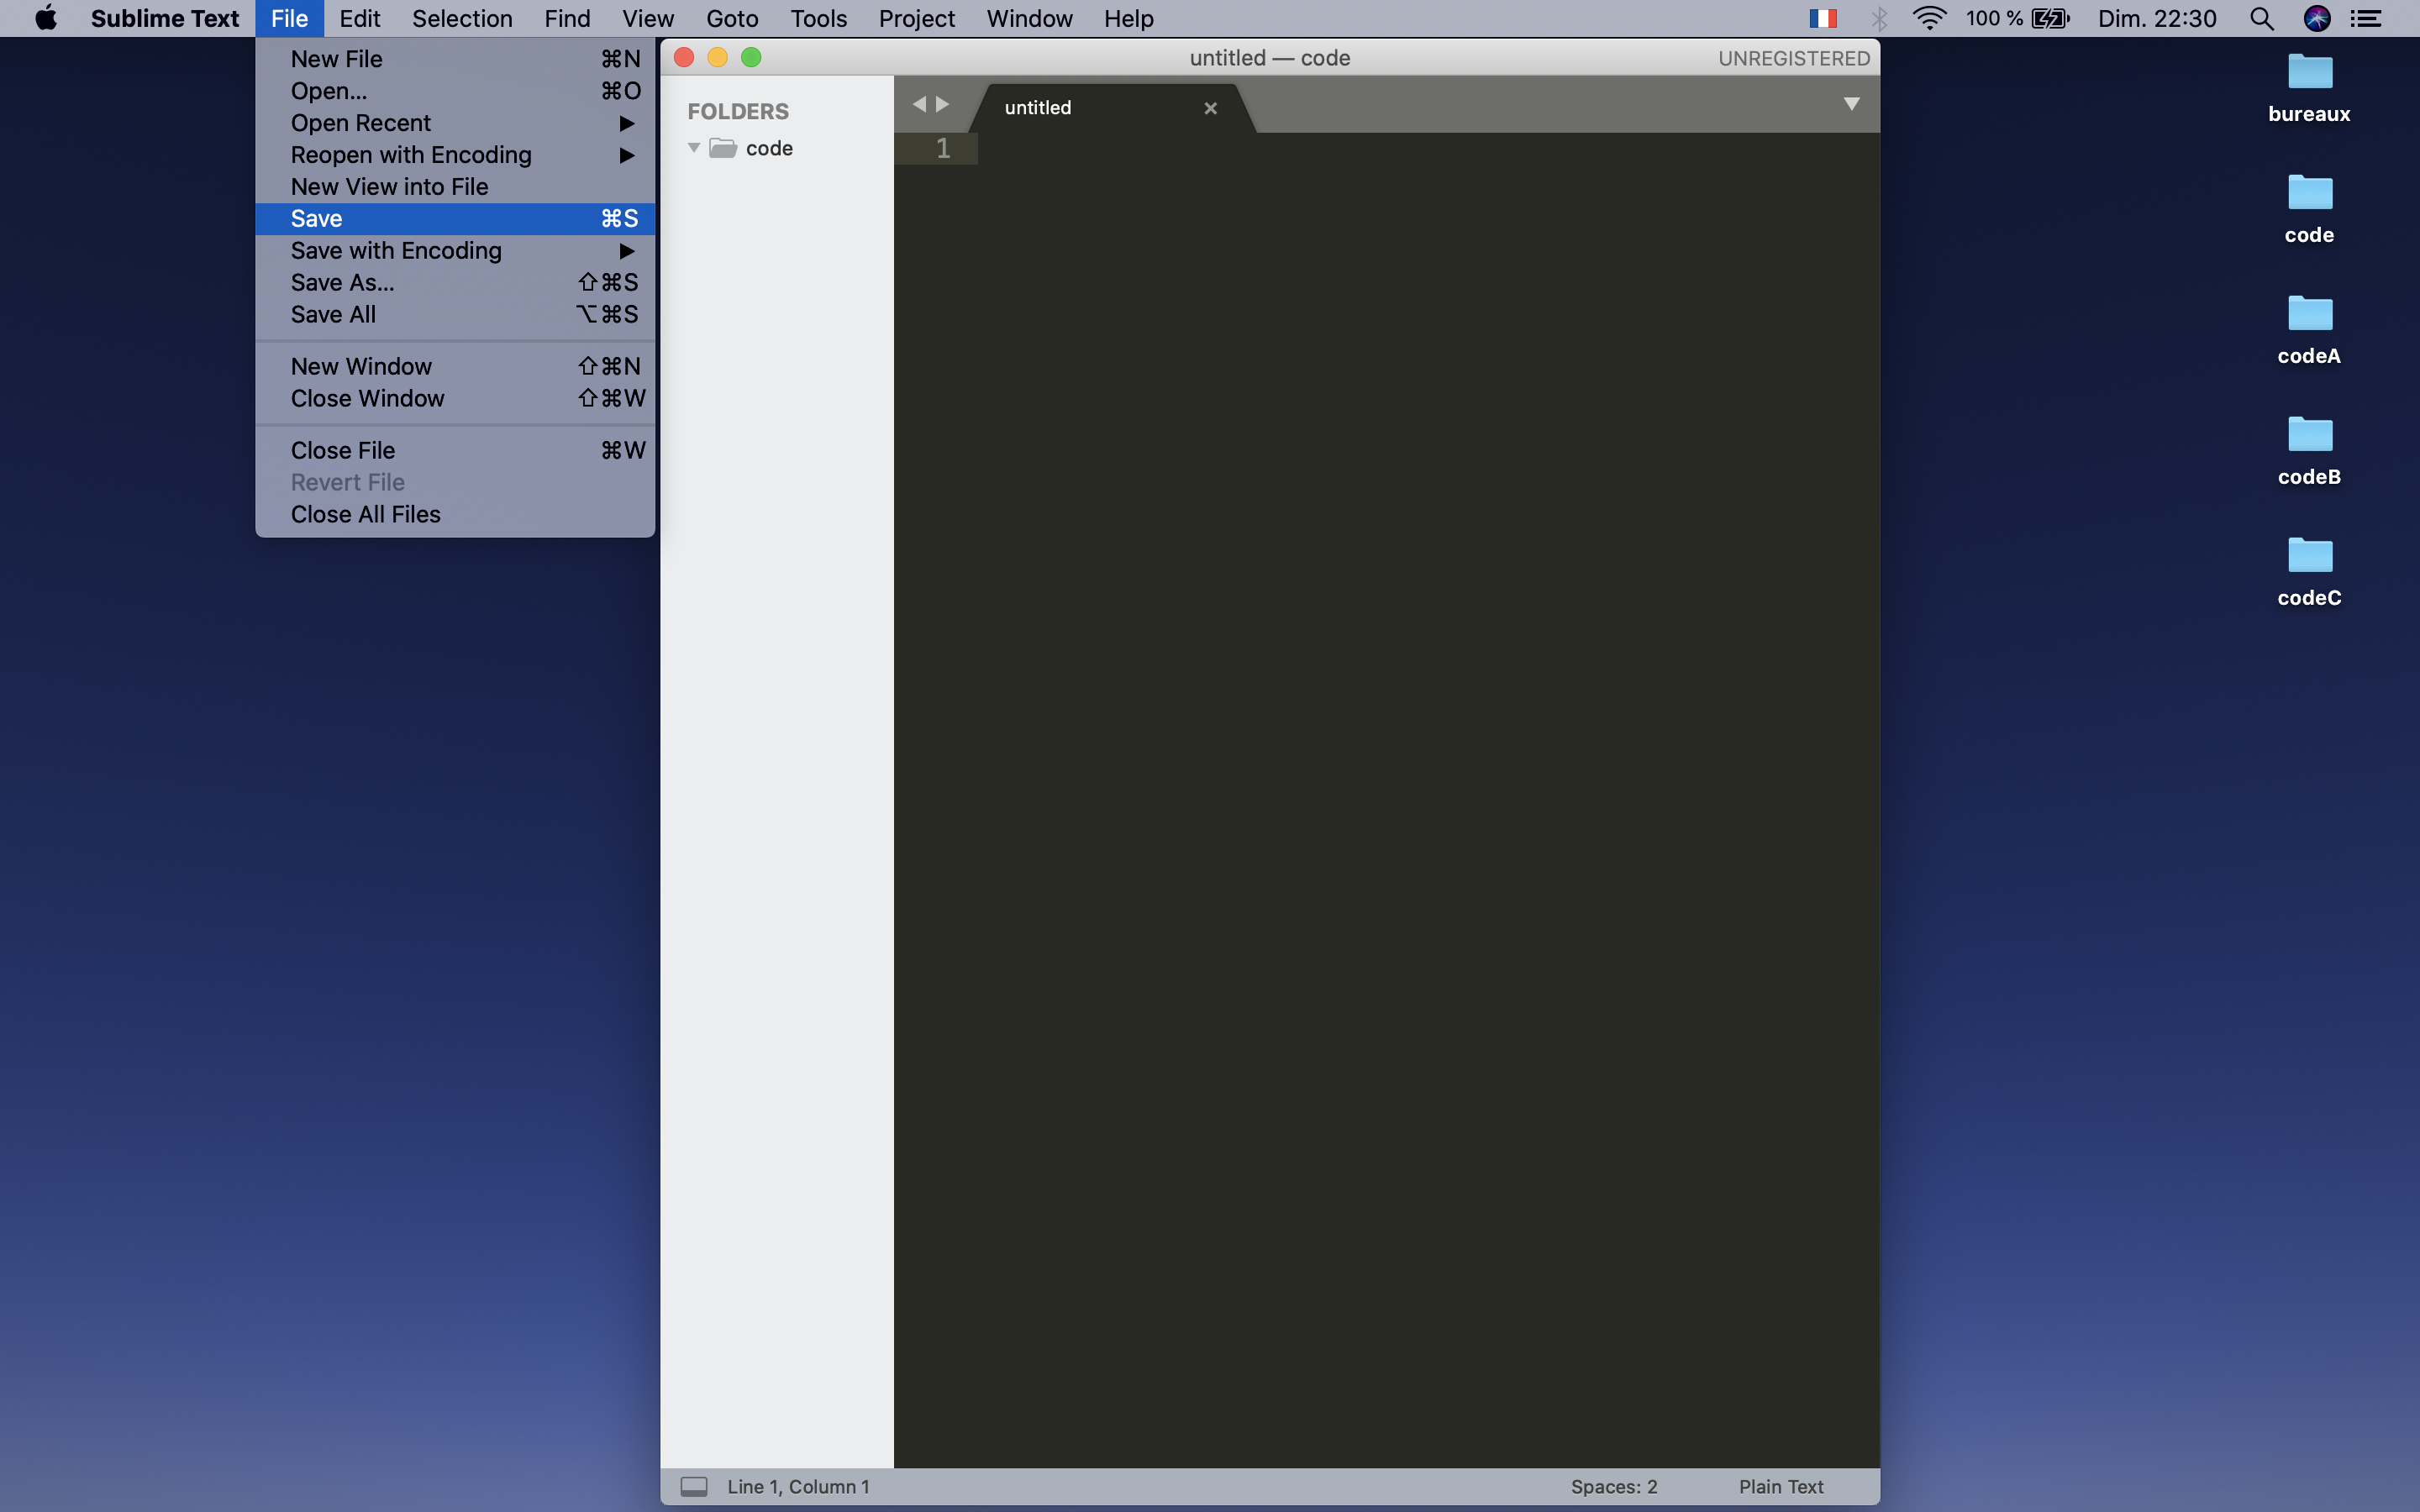 Sublime Text File Edit Selection Find View Goto Tools Project Window Help 100 % Dim. 22:30
New File ⌘N
Open... ⌘O
Open Recent ▶
Reopen with Encoding ▶
New View into File
Save ⌘S
Save with Encoding ▶
Save As... ⇧⌘S
Save All ⌥⌘S
New Window ⇧⌘N
Close Window ⇧⌘W
Close File ⌘W
Revert File
Close All Files
untitled — code UNREGISTERED
FOLDERS
code
untitled ×
1
Line 1, Column 1 Spaces: 2 Plain Text
bureaux
code
codeA
codeB
codeC